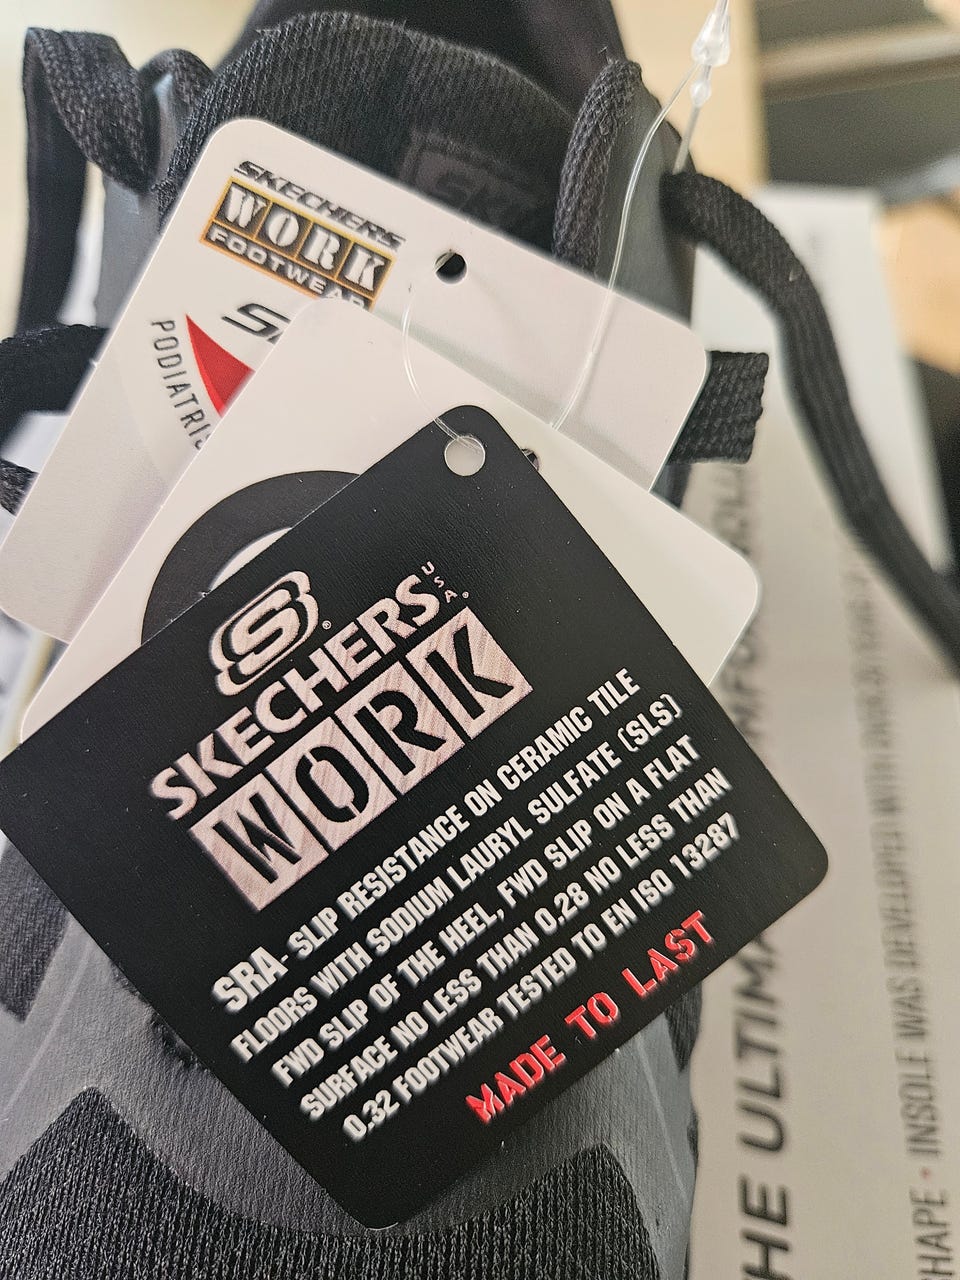 SKECHERS
WORK
FOOTWEAR
PODIATRIS
S
SKECHERS USA
WORK
SRA-SLIP RESISTANCE ON CERAMIC TILE
FLOORS WITH SODIUM LAURYL SULFATE (SLS)
FWD SLIP OF THE HEEL, FWD SLIP ON A FLAT
SURFACE NO LESS THAN 0.28 NO LESS THAN
0.32 FOOTWEAR TESTED TO EN ISO 13287
MADE TO LAST
HE ULTIMA
HAPE • INSOLE WAS DEVELOPED WITH OVER